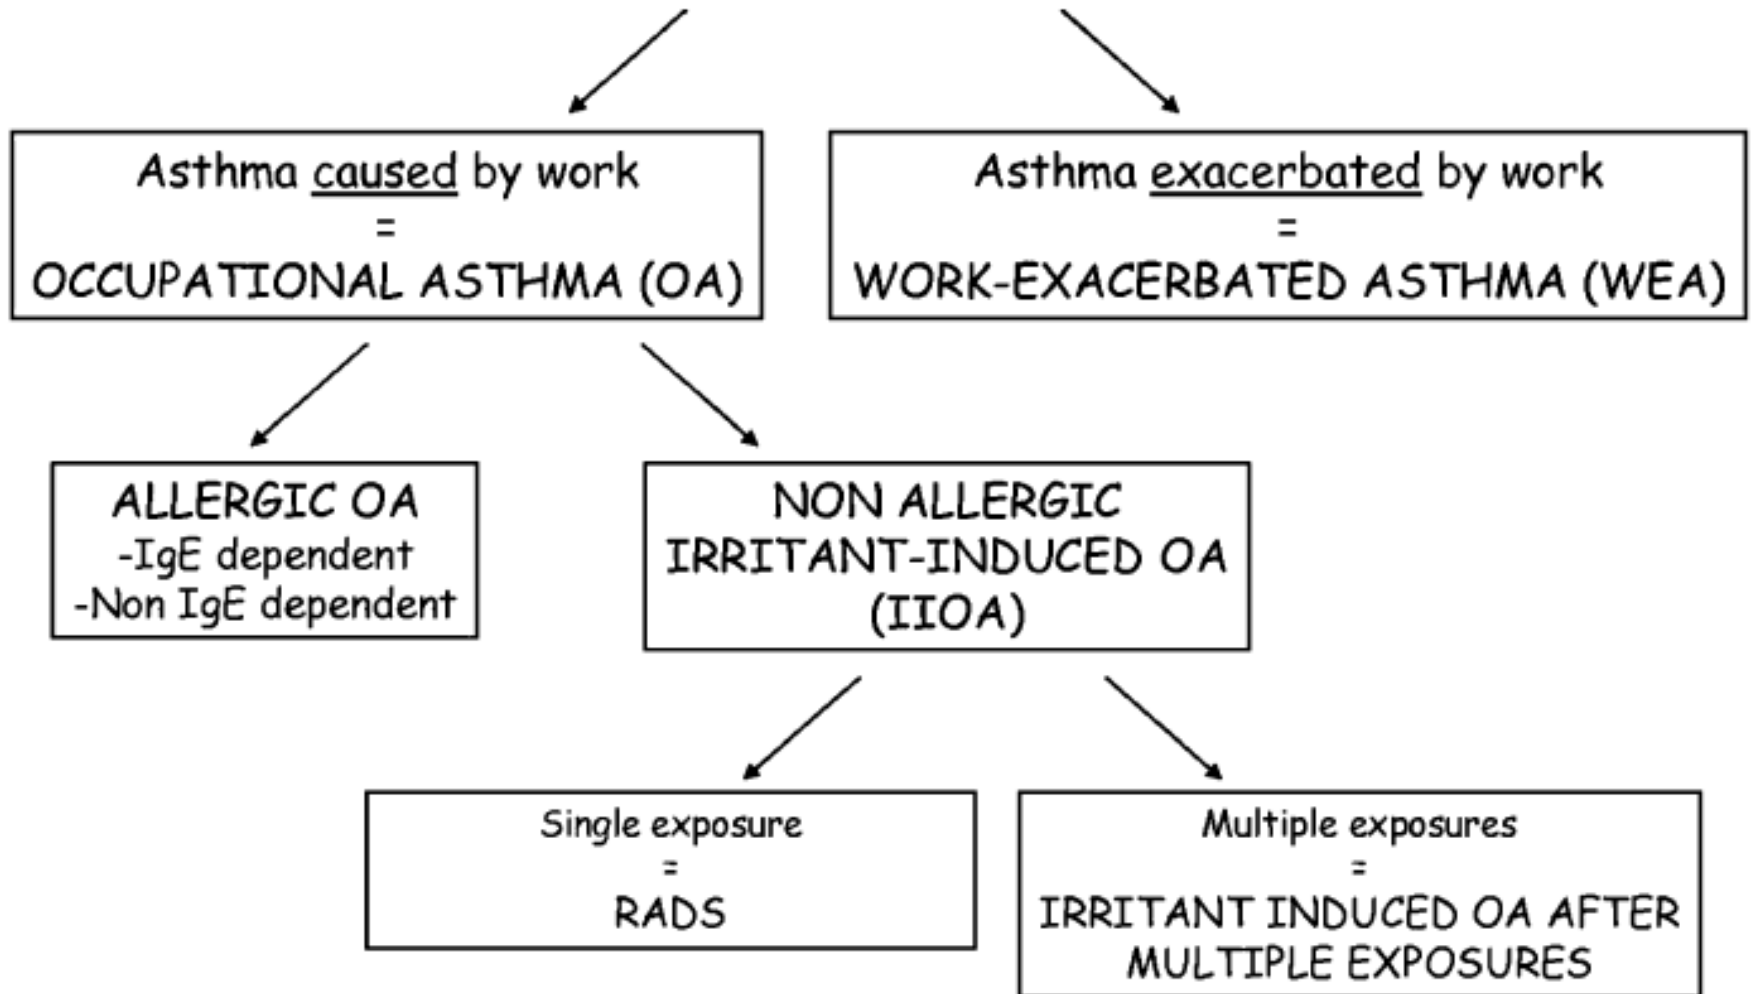 Asthma caused by work
=
OCCUPATIONAL ASTHMA (OA)
Asthma exacerbated by work
=
WORK-EXACERBATED ASTHMA (WEA)
ALLERGIC OA
-IgE dependent
-Non IgE dependent
NON ALLERGIC
IRRITANT-INDUCED OA
(IIOA)
Single exposure
=
RADS
Multiple exposures
=
IRRITANT INDUCED OA AFTER
MULTIPLE EXPOSURES